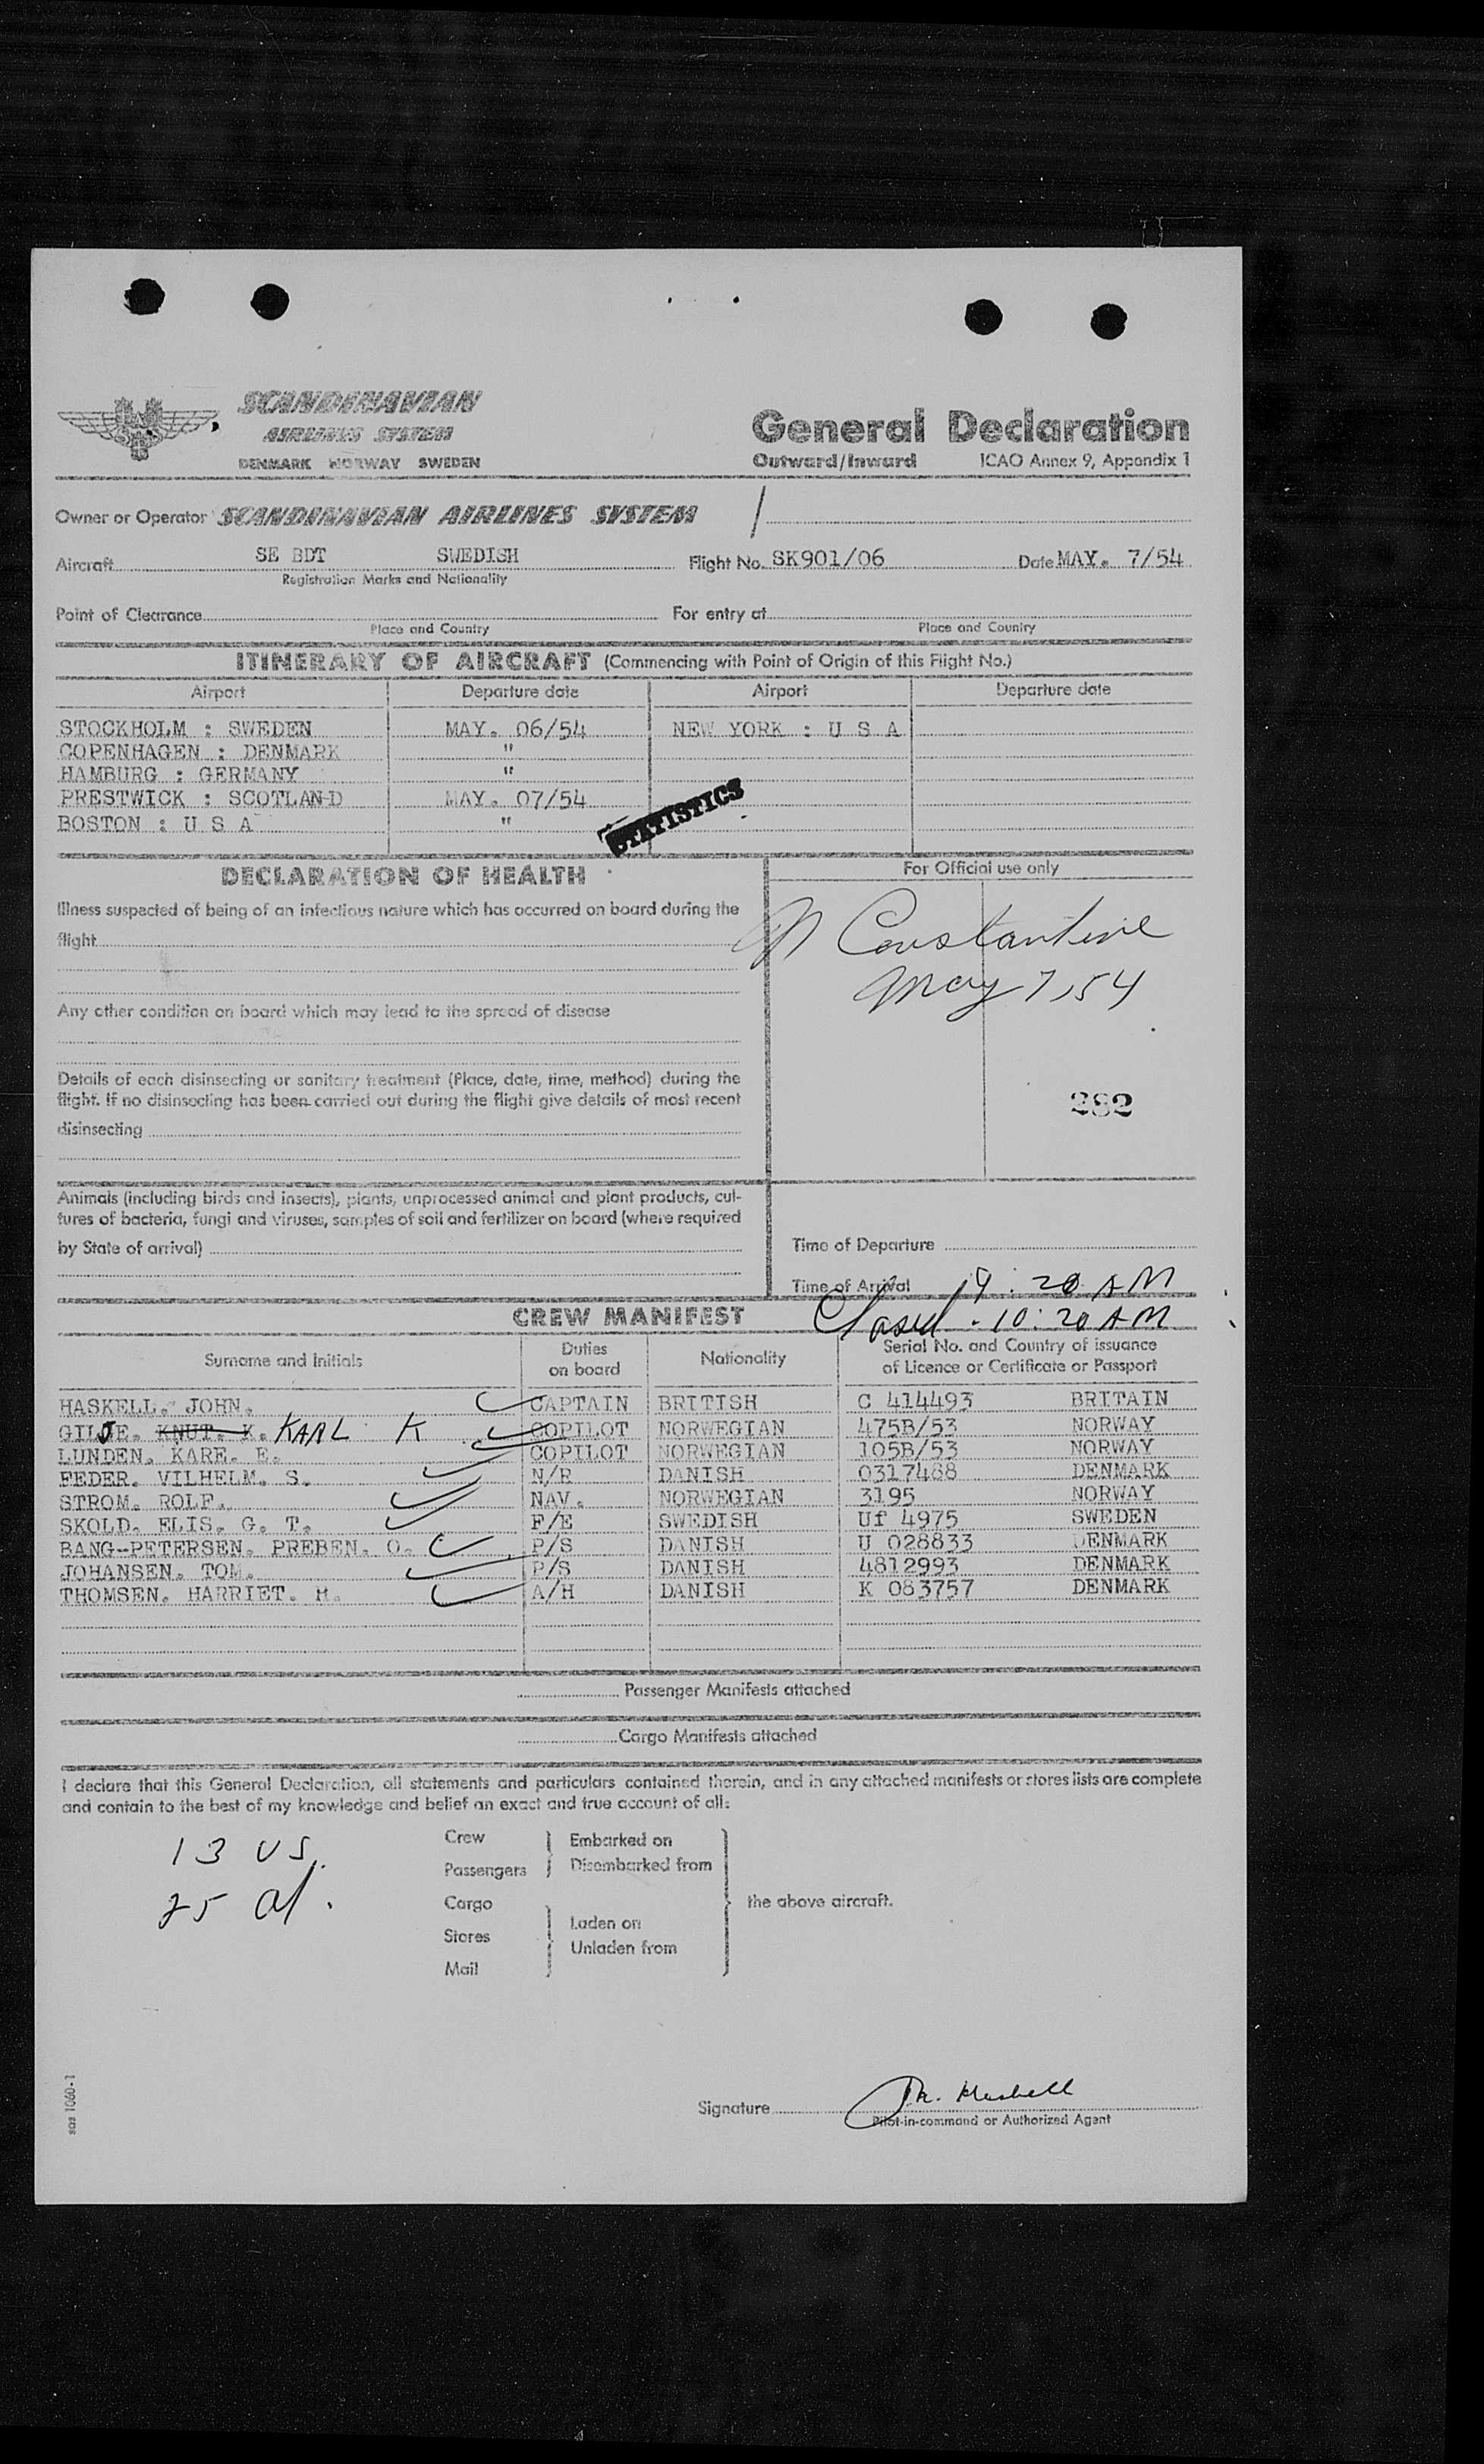 SCANDINAVIAN
AIRLINES SYSTEM
DENMARK NORWAY SWEDEN
General Declaration
Outward/Inward ICAO Annex 9, Appendix 1
Owner or Operator SCANDINAVIAN AIRLINES SYSTEM
Aircraft SE BDT SWEDISH Flight No. SK901/06 Date MAY. 7/54
Registration Marks and Nationality
Point of Clearance For entry at
Place and Country Place and Country
ITINERARY OF AIRCRAFT (Commencing with Point of Origin of this Flight No.)
Airport Departure date Airport Departure date
STOCKHOLM : SWEDEN MAY. 06/54 NEW YORK : U S A
COPENHAGEN : DENMARK "
HAMBURG : GERMANY "
PRESTWICK : SCOTLAND MAY. 07/54
BOSTON : U S A "
STATISTICS
DECLARATION OF HEALTH
For Official use only
Illness suspected of being of an infectious nature which has occurred on board during the
flight
Constantine
May 7, 54
Any other condition on board which may lead to the spread of disease
Details of each disinsecting or sanitary treatment (Place, date, time, method) during the
flight. If no disinsecting has been carried out during the flight give details of most recent
disinsecting
282
Animals (including birds and insects), plants, unprocessed animal and plant products, cul-
tures of bacteria, fungi and viruses, samples of soil and fertilizer on board (where required
by State of arrival)
Time of Departure
Time of Arrival 9:20 AM
Closed. 10:20 AM
CREW MANIFEST
Surname and Initials Duties on board Nationality Serial No. and Country of issuance of Licence or Certificate or Passport
HASKELL. JOHN. CAPTAIN BRITISH C 414493 BRITAIN
GILJE. KNUT. K. KARL K COPILOT NORWEGIAN 475B/53 NORWAY
LUNDEN. KARE. E. COPILOT NORWEGIAN 105B/53 NORWAY
FEDER. VILHELM. S. N/R DANISH 0317488 DENMARK
STROM. ROLF. NAV. NORWEGIAN 3195 NORWAY
SKOLD. ELIS. G. T. F/E SWEDISH Uf 4975 SWEDEN
BANG-PETERSEN. PREBEN. O. P/S DANISH U 028833 DENMARK
JOHANSEN. TOM. P/S DANISH 4812993 DENMARK
THOMSEN. HARRIET. H. A/H DANISH K 083757 DENMARK
Passenger Manifests attached
Cargo Manifests attached
I declare that this General Declaration, all statements and particulars contained therein, and in any attached manifests or stores lists are complete
and contain to the best of my knowledge and belief an exact and true account of all:
13 US.
25 al.
Crew
Passengers
Embarked on
Disembarked from
Cargo
Stores
Mail
Laden on
Unladen from
the above aircraft.
Signature Haskell
Pilot-in-command or Authorized Agent
sas 1060-1